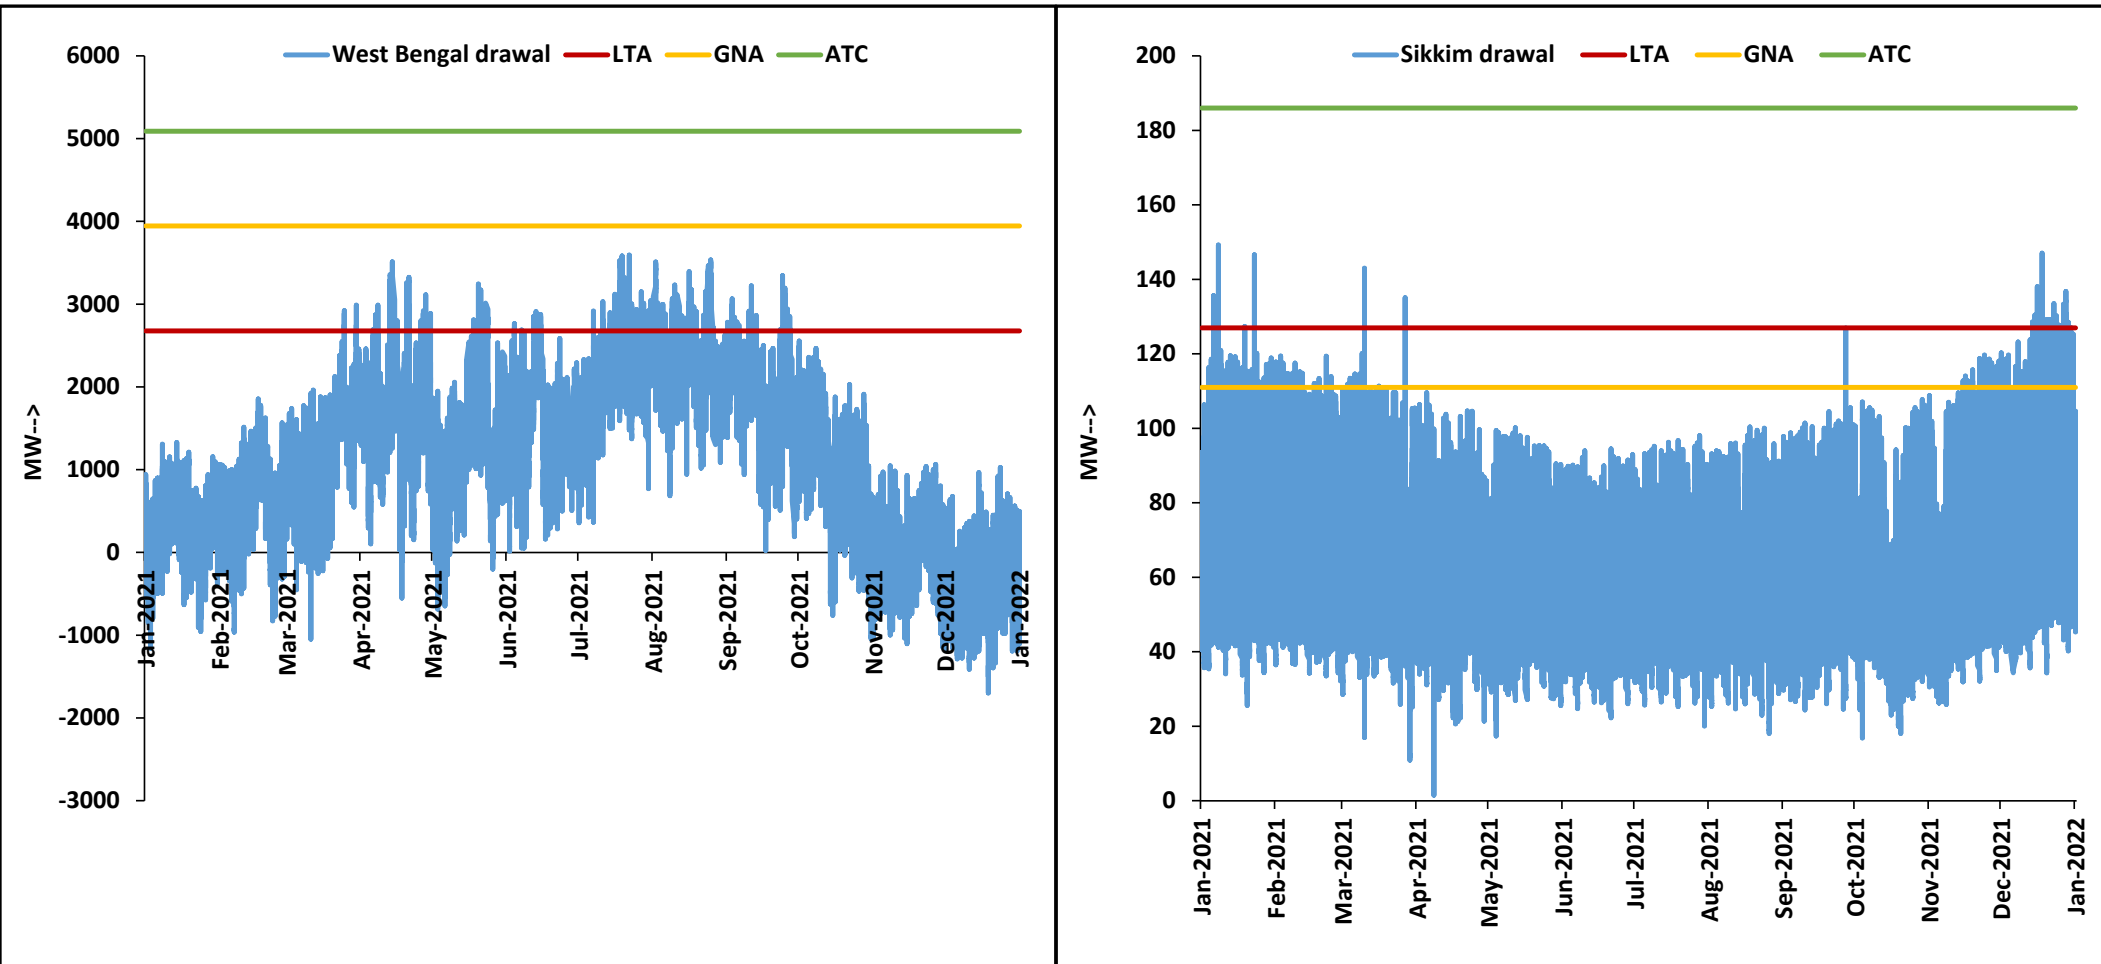 West Bengal drawal LTA GNA ATC
6000
5000
4000
3000
2000
1000
0
-1000
-2000
-3000
MW-->
Jan-2021
Feb-2021
Mar-2021
Apr-2021
May-2021
Jun-2021
Jul-2021
Aug-2021
Sep-2021
Oct-2021
Nov-2021
Dec-2021
Jan-2022
Sikkim drawal LTA GNA ATC
200
180
160
140
120
100
80
60
40
20
0
MW-->
Jan-2021
Feb-2021
Mar-2021
Apr-2021
May-2021
Jun-2021
Jul-2021
Aug-2021
Sep-2021
Oct-2021
Nov-2021
Dec-2021
Jan-2022